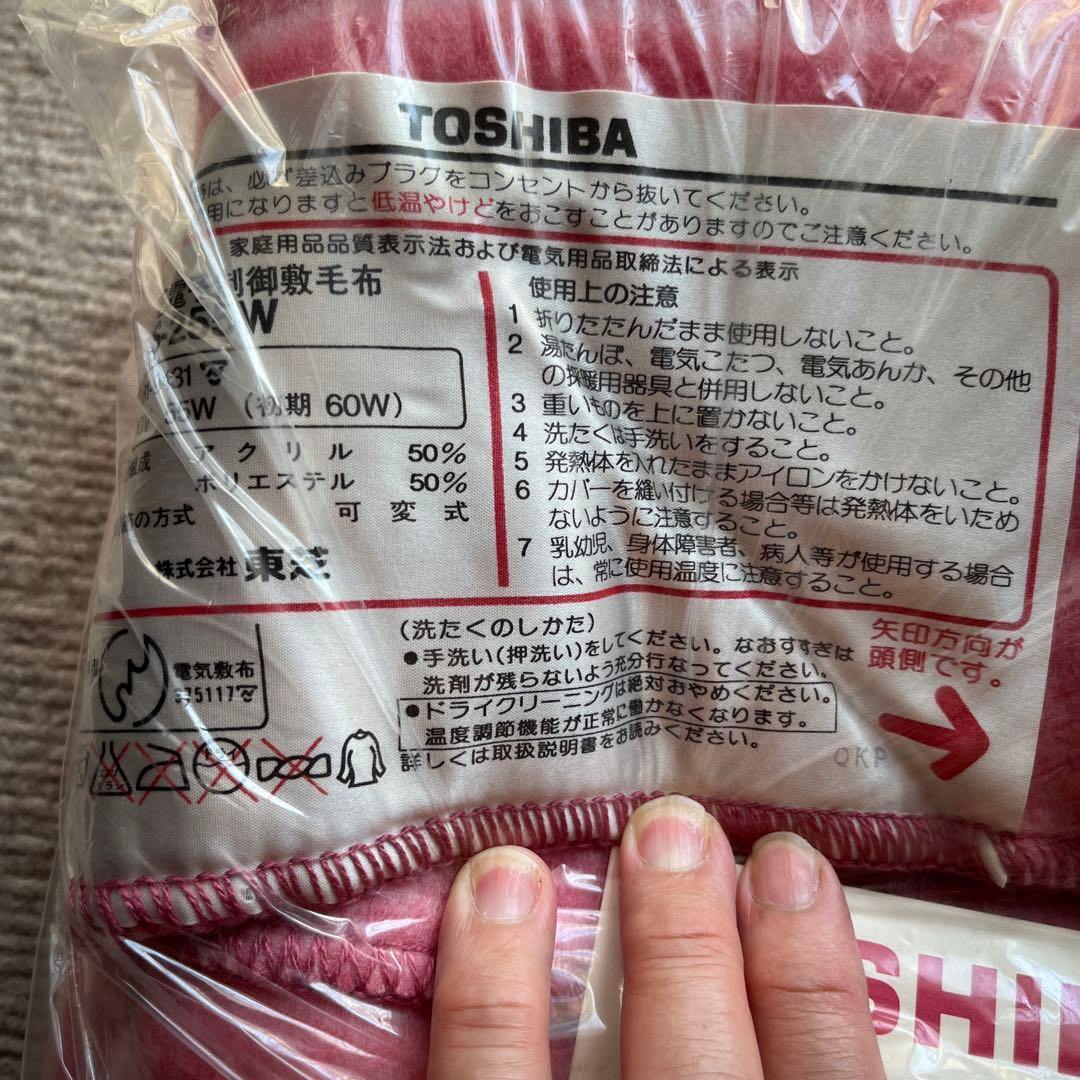 TOSHIBA
は、必ず差込みプラグをコンセントから抜いてください。
用になりますと低温やけどをおこすことがありますのでご注意ください。
家庭用品品質表示法および電気用品取締法による表示
電 制御敷毛布
W
31
55W (初期 60W)
組成 アクリル 50%
ポリエステル 50%
の方式 可変式
株式会社 東芝
使用上の注意
1 折りたたんだまま使用しないこと。
2 湯たんぽ、電気こたつ、電気あんか、その他
の採暖用器具と併用しないこと。
3 重いものを上に置かないこと。
4 洗たくは手洗いをすること。
5 発熱体を入れたままアイロンをかけないこと。
6 カバーを縫い付ける場合等は発熱体をいため
ないように注意すること。
7 乳幼児、身体障害者、病人等が使用する場合
は、常に使用温度に注意すること。
電気敷布
5117
(洗たくのしかた)
●手洗い(押洗い)をしてください。なおすすぎは
洗剤が残らないよう充分行なってください。
●ドライクリーニングは絶対おやめください。
温度調節機能が正常に働かなくなります。
詳しくは取扱説明書をお読みください。
矢印方向が
頭側です。
OKP
SHI